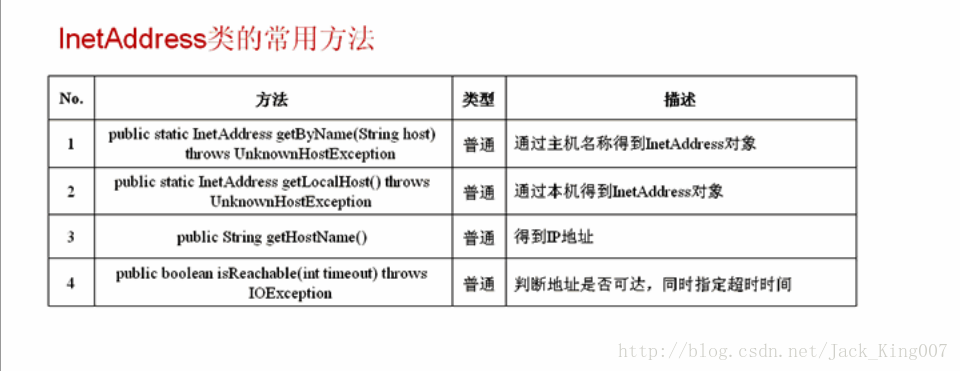 InetAddress类的常用方法
No. 方法 类型 描述
1 public static InetAddress getByName(String host) throws UnknownHostException 普通 通过主机名称得到InetAddress对象
2 public static InetAddress getLocalHost() throws UnknownHostException 普通 通过本机得到InetAddress对象
3 public String getHostName() 普通 得到IP地址
4 public boolean isReachable(int timeout) throws IOException 普通 判断地址是否可达，同时指定超时时间
http://blog.csdn.net/Jack_King007